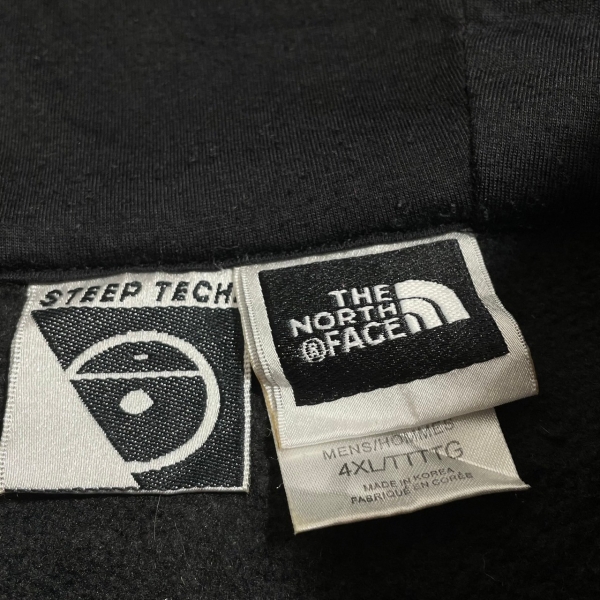 STEEP TECH
THE
NORTH
®FACE
MENS/HOMMES
4XL/TTTTG
MADE IN KOREA
FABRIQUÉ EN CORÉE